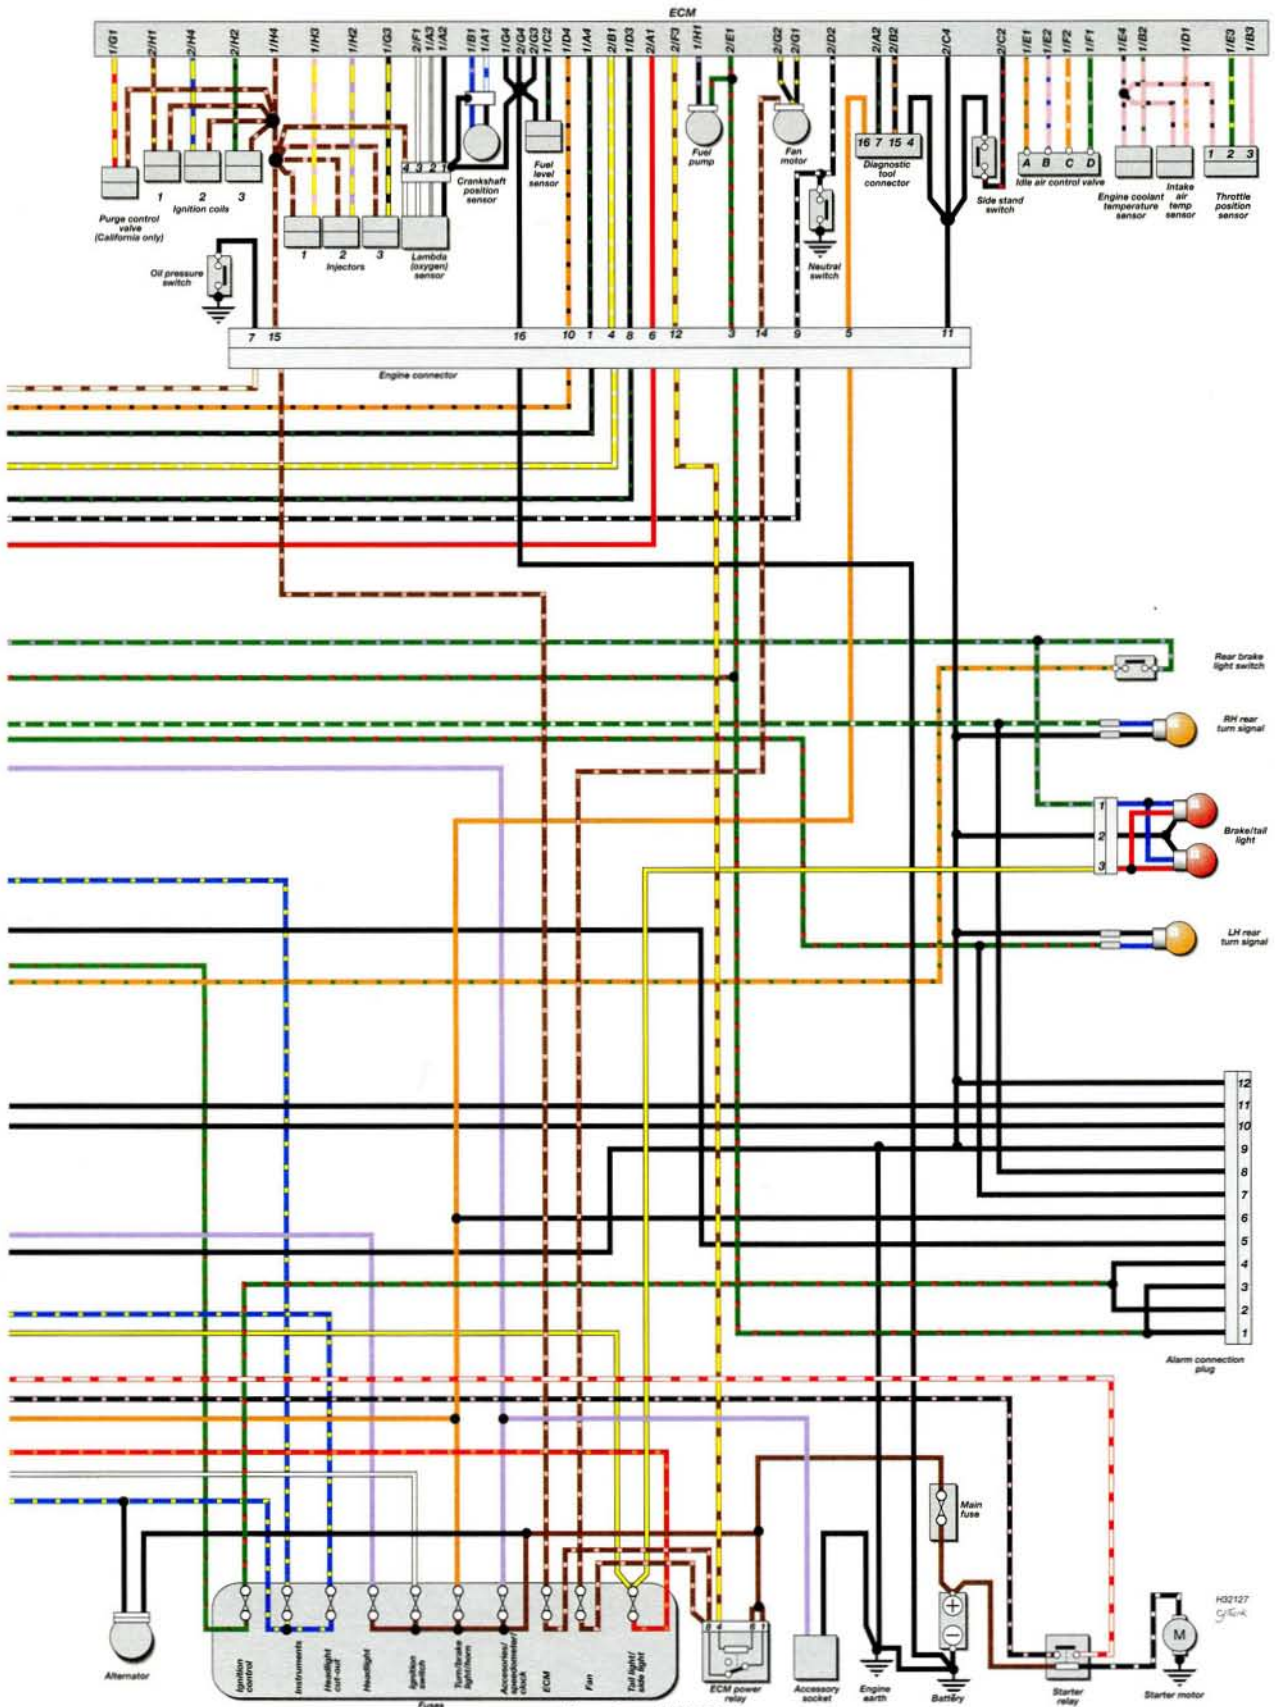 ECM
1/G1 2/H1 2/H4 2/H2 1/H4 1/H3 1/H2 1/G3 2/F1 1/A3 1/A2 1/B1 1/A1 1/G4 2/G4 2/G3 1/C2 1/D4 1/A4 2/B1 1/D3 2/A1 2/F3 1/H1 2/E1 2/G2 2/G1 2/D2 2/A2 2/B2 2/C4 2/C2 1/E1 1/E2 1/F2 1/F1 1/E4 1/B2 1/D1 1/E3 1/B3
Purge control
valve
(California only)
1 2 3
Ignition coils
1 2 3
Injectors
4 3 2 1
Lambda
(oxygen)
sensor
Crankshaft
position
sensor
Fuel
level
sensor
Fuel
pump
Fan
motor
Neutral
switch
16 7 15 4
Diagnostic
tool
connector
Side stand
switch
A B C D
Idle air control valve
Engine coolant
temperature
sensor
Intake
air
temp
sensor
1 2 3
Throttle
position
sensor
Oil pressure
switch
7 15 16 10 1 4 8 6 12 3 14 9 5 11
Engine connector
Rear brake
light switch
RH rear
turn signal
1
2
3
Brake/tail
light
LH rear
turn signal
12
11
10
9
8
7
6
5
4
3
2
1
Alarm connection
plug
Main
fuse
H32127
M
Alternator
Ignition
control
Instruments
Headlight
cut-out
Headlight
Ignition
switch
Turn/brake
light/horn
Accesories/
speedometer/
clock
ECM
Fan
Tail light/
side light
Fuses
ECM power
relay
Accessory
socket
Engine
earth
+
−
Battery
Starter
relay
Starter motor